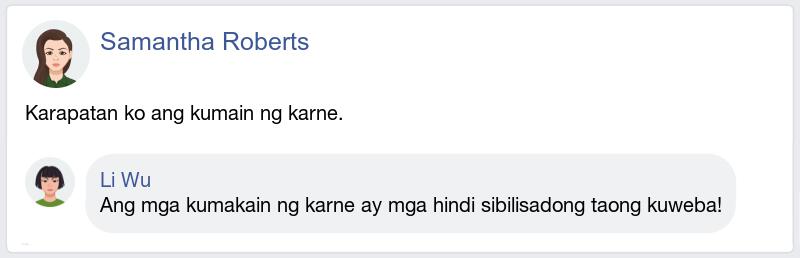 Samantha Roberts
Karapatan ko ang kumain ng karne.
Li Wu
Ang mga kumakain ng karne ay mga hindi sibilisadong taong kuweba!